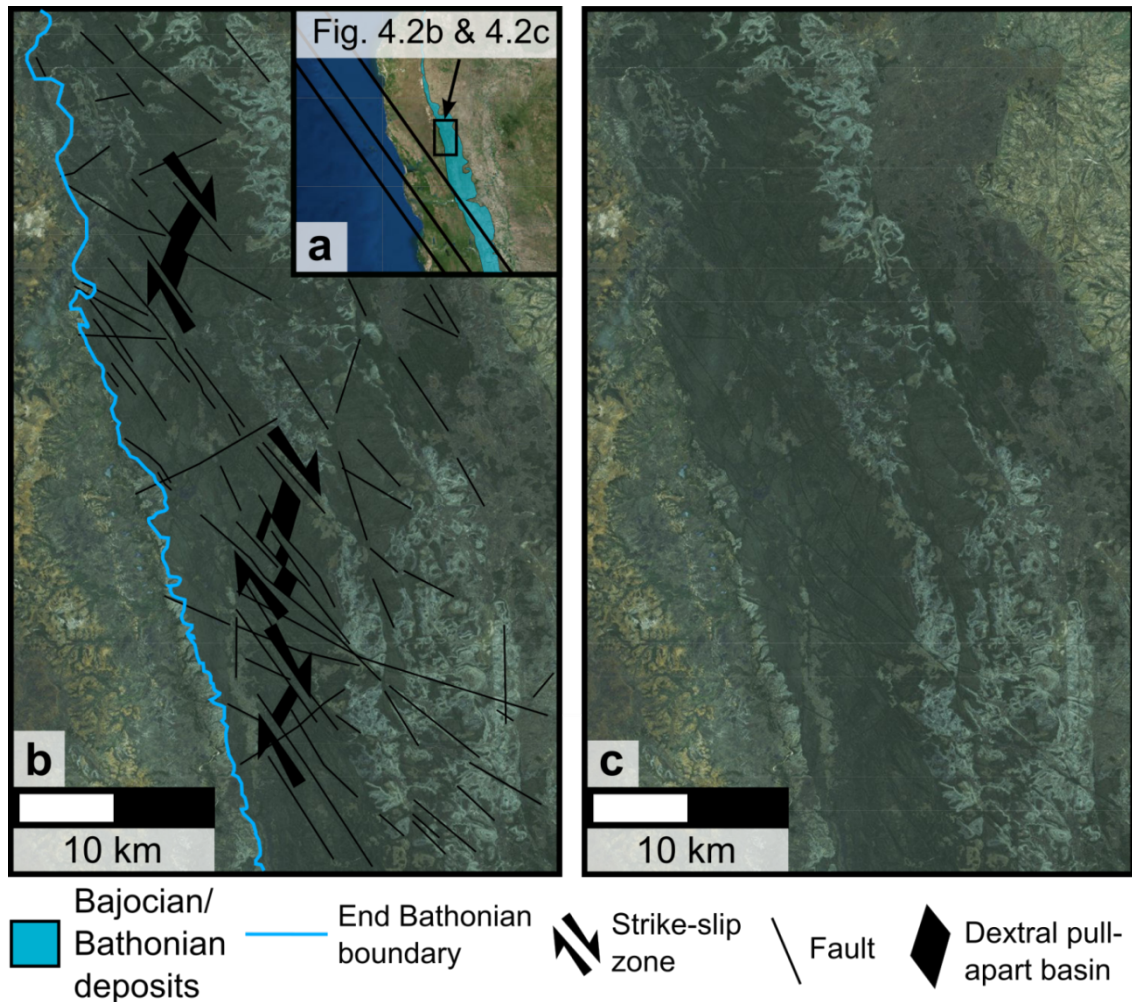 Fig. 4.2b & 4.2c
a
b
c
10 km
10 km
Bajocian/
Bathonian
deposits
End Bathonian
boundary
Strike-slip
zone
Fault
Dextral pull-
apart basin